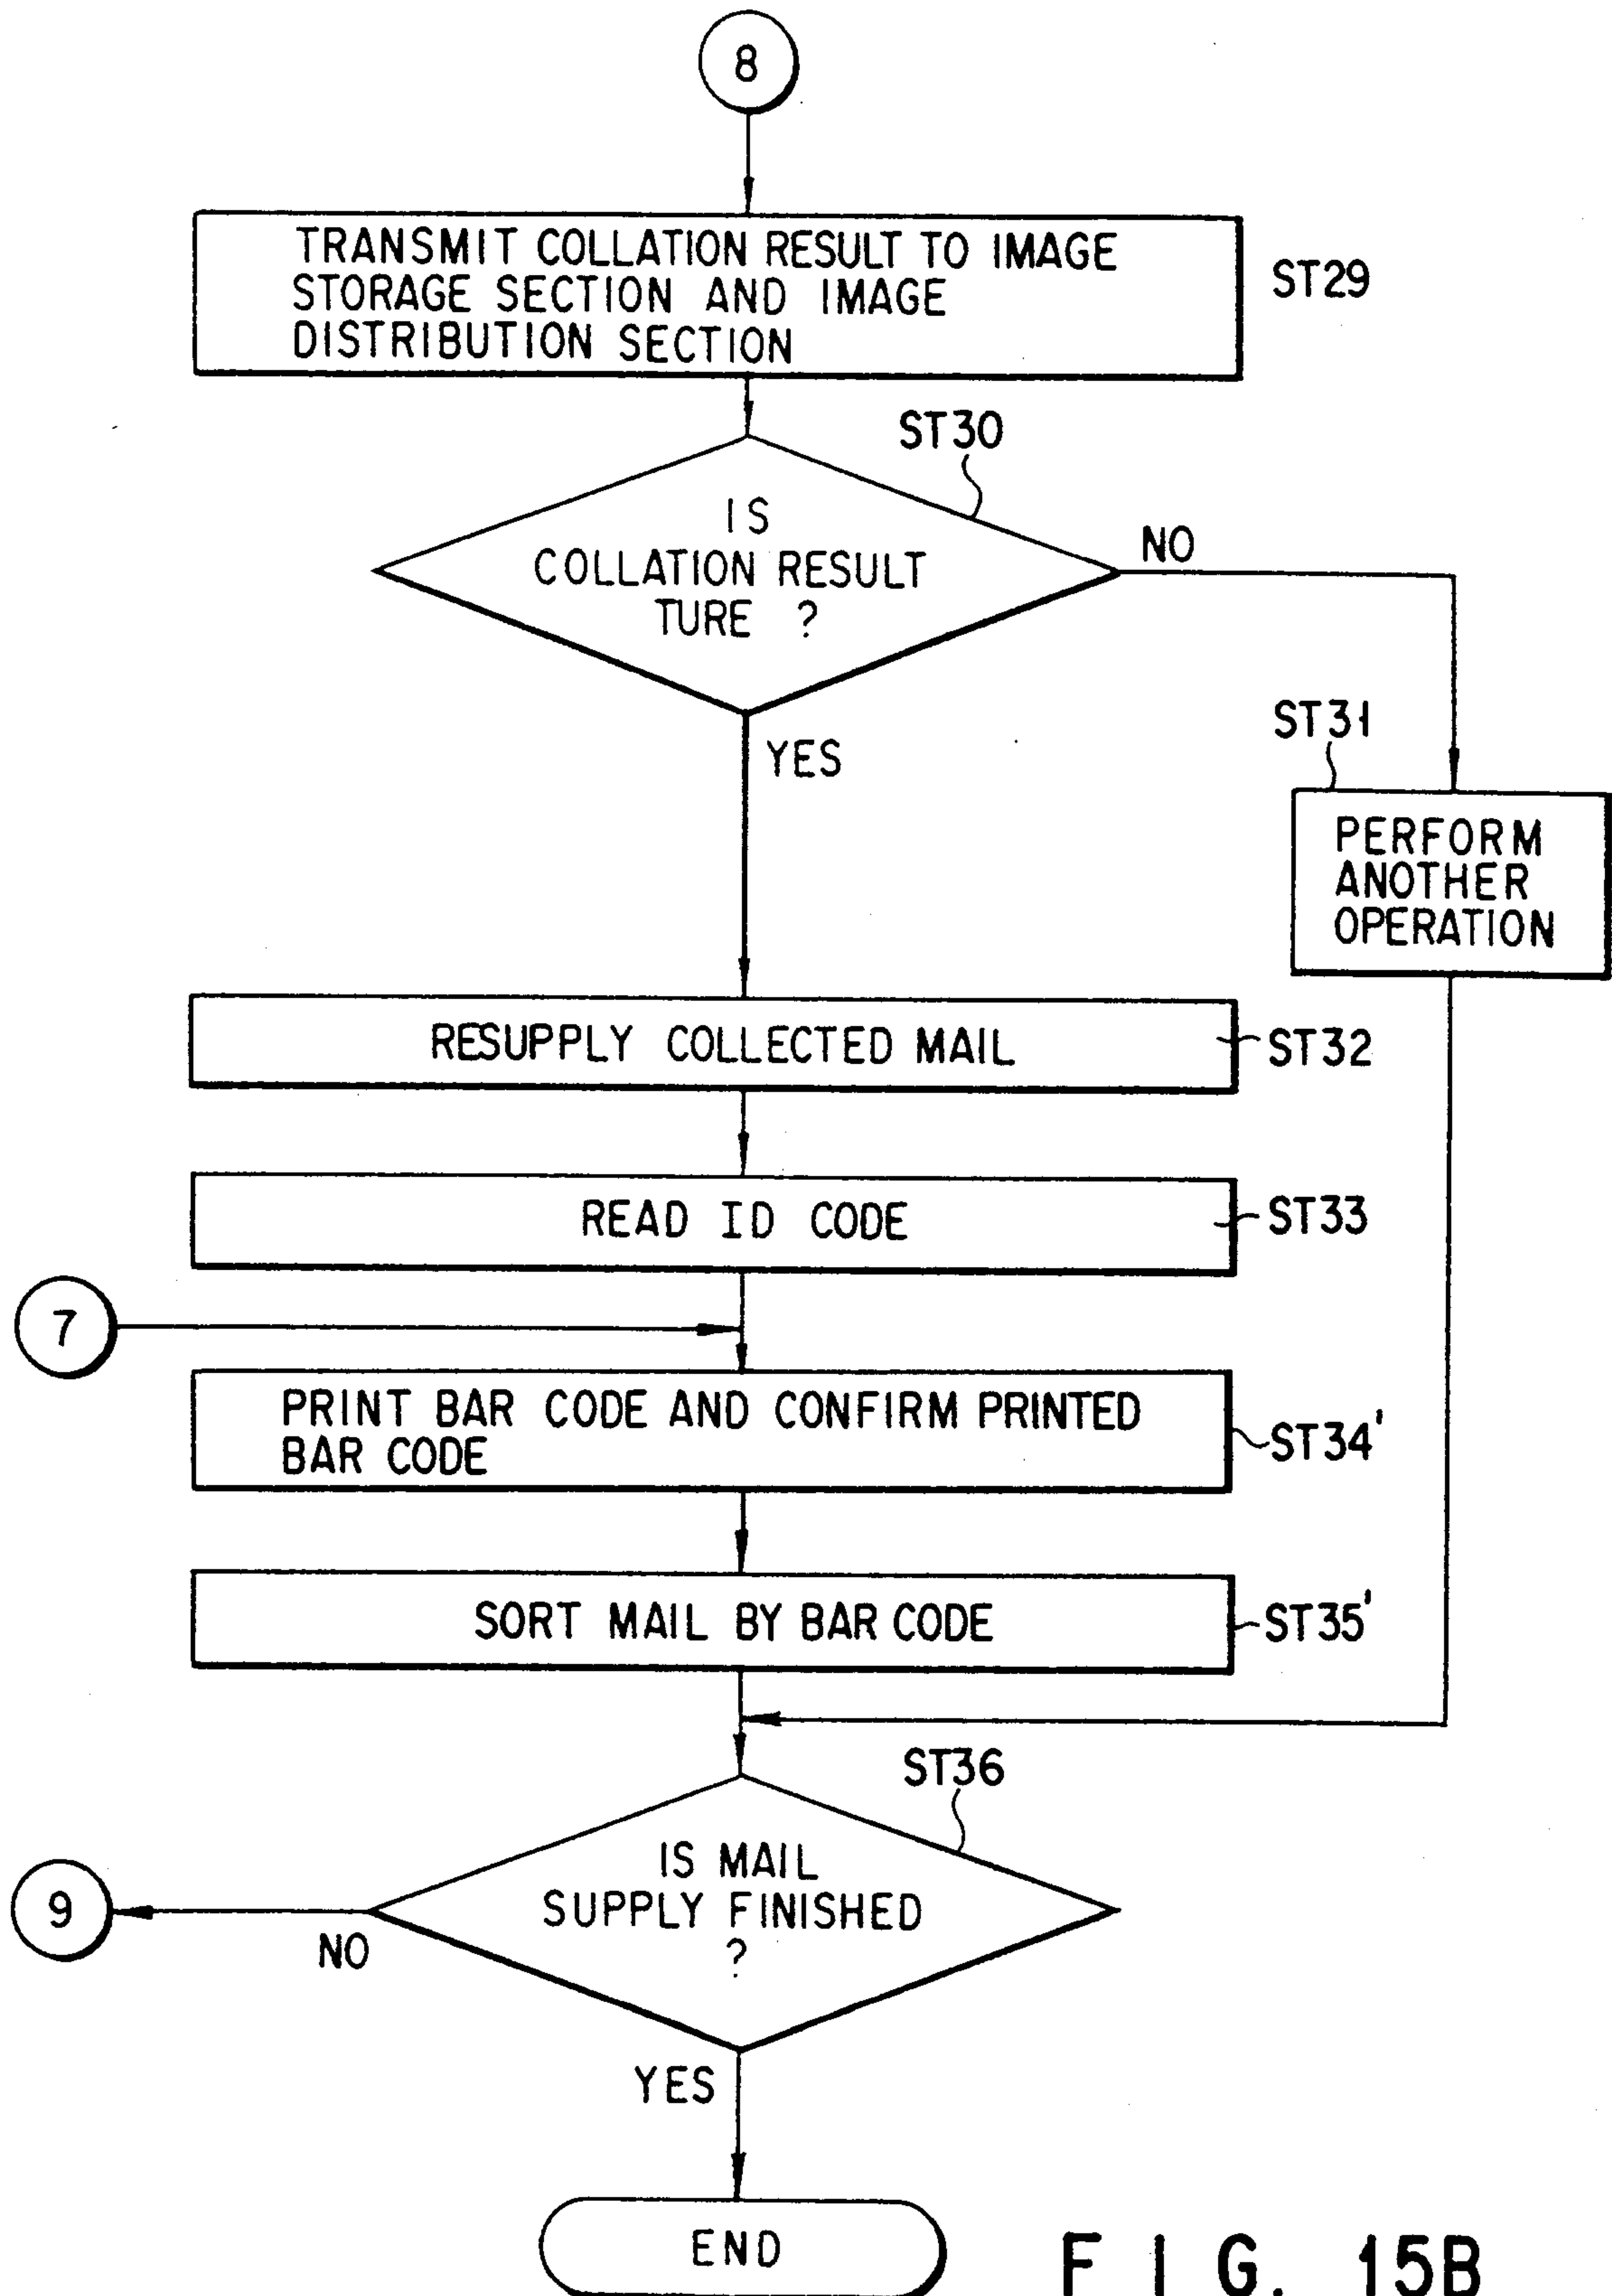 8
TRANSMIT COLLATION RESULT TO IMAGE
STORAGE SECTION AND IMAGE
DISTRIBUTION SECTION
ST29
ST30
IS
COLLATION RESULT
TURE ?
NO
YES
ST31
PERFORM
ANOTHER
OPERATION
RESUPPLY COLLECTED MAIL
ST32
READ ID CODE
ST33
7
PRINT BAR CODE AND CONFIRM PRINTED
BAR CODE
ST34'
SORT MAIL BY BAR CODE
ST35'
ST36
IS MAIL
SUPPLY FINISHED
?
9
NO
YES
END
FIG. 15B